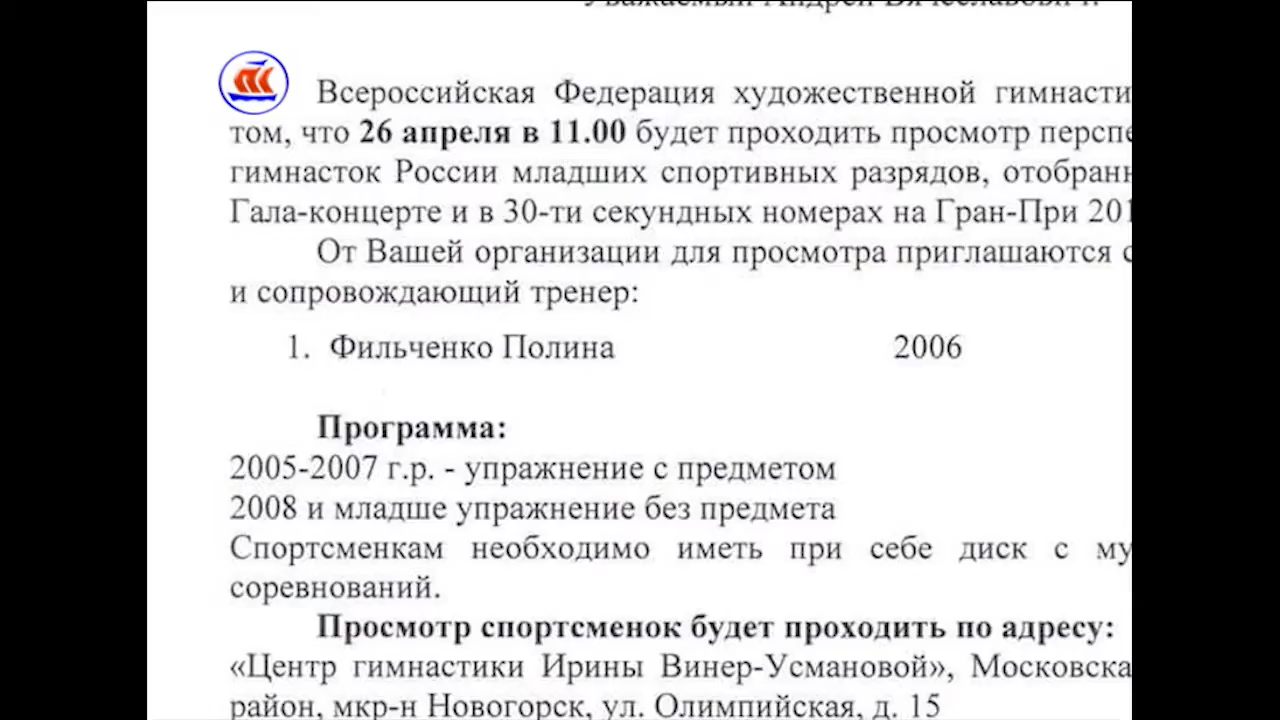 Уважаемый Андрей Вячеславович!
Всероссийская Федерация художественной гимнасти
том, что 26 апреля в 11.00 будет проходить просмотр перспе
гимнасток России младших спортивных разрядов, отобранн
Гала-концерте и в 30-ти секундных номерах на Гран-При 201
От Вашей организации для просмотра приглашаются с
и сопровождающий тренер:
1. Фильченко Полина 2006
Программа:
2005-2007 г.р. - упражнение с предметом
2008 и младше упражнение без предмета
Спортсменкам необходимо иметь при себе диск с му
соревнований.
Просмотр спортсменок будет проходить по адресу:
«Центр гимнастики Ирины Винер-Усмановой», Московска
район, мкр-н Новогорск, ул. Олимпийская, д. 15